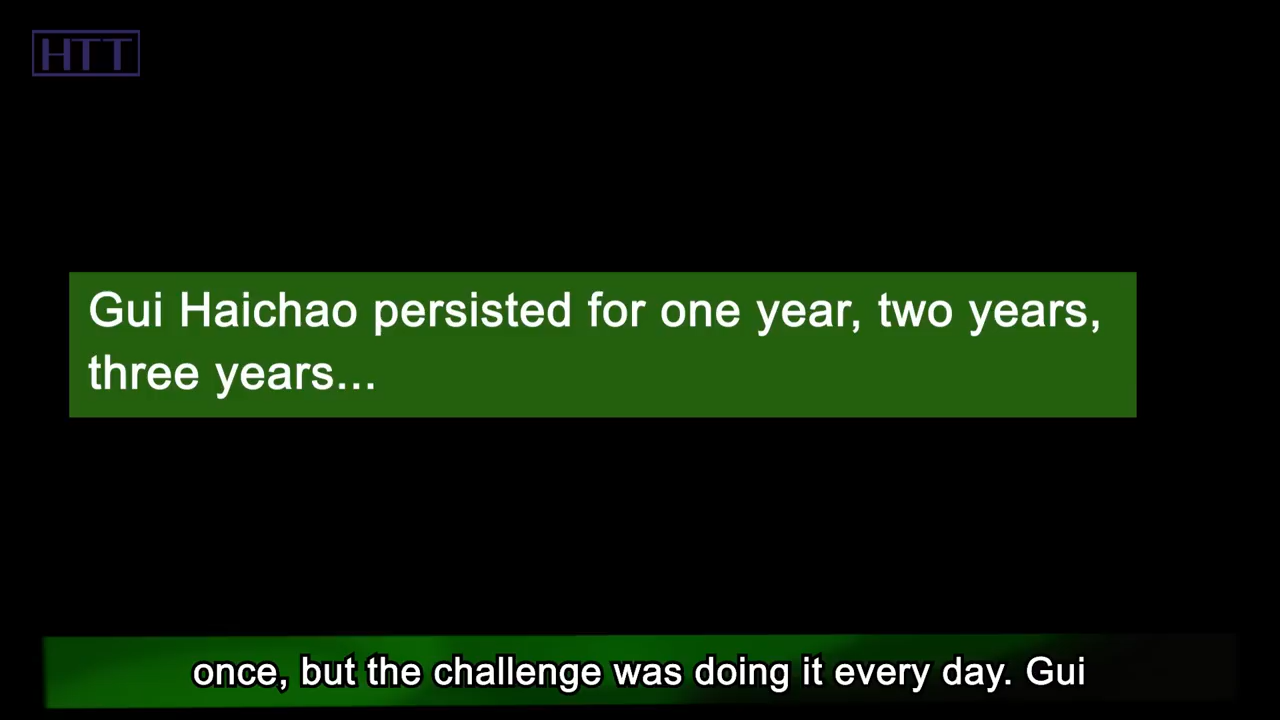 HTT
Gui Haichao persisted for one year, two years,
three years...
once, but the challenge was doing it every day. Gui